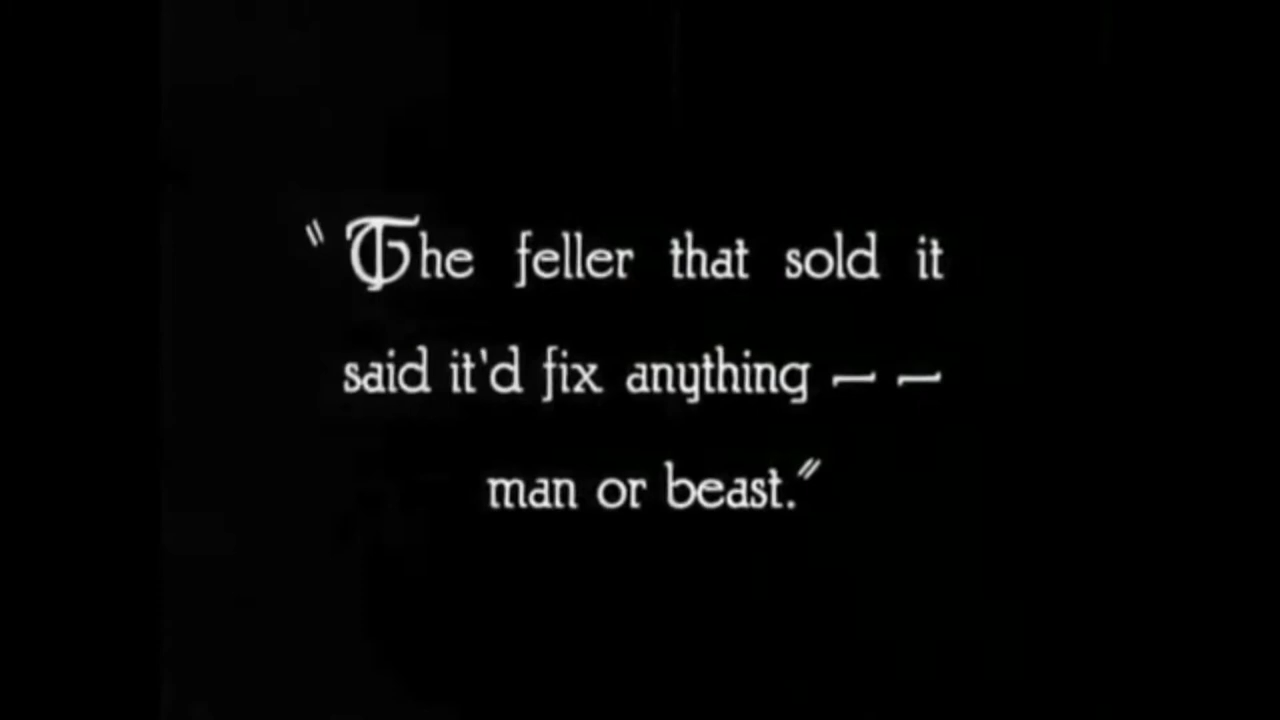 "The feller that sold it
said it'd fix anything — —
man or beast."